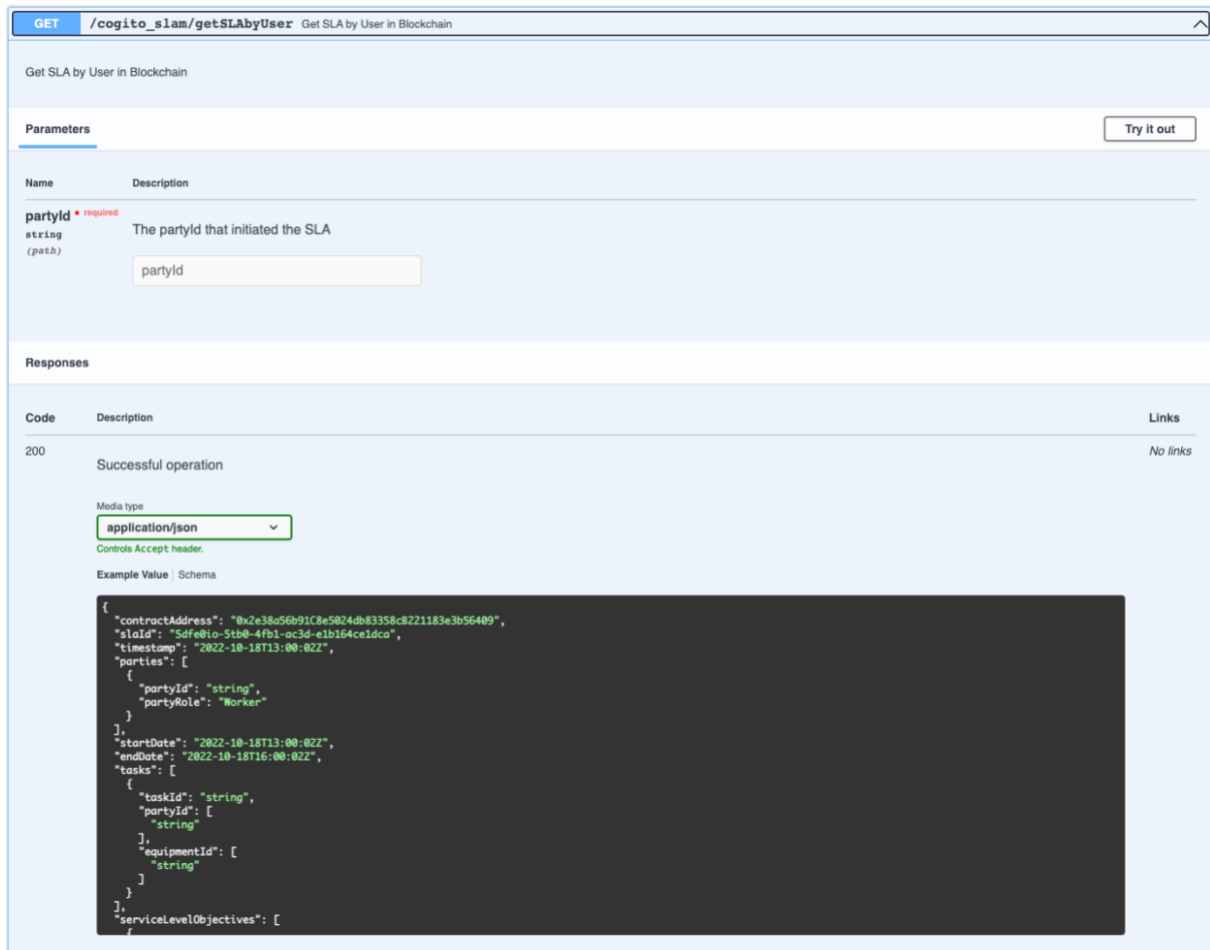 GET /cogito_slam/getSLAbyUser Get SLA by User in Blockchain
Get SLA by User in Blockchain
Parameters
Try it out
Name Description
partyId * required
string
(path)
The partyId that initiated the SLA
partyId
Responses
Code Description Links
200
Successful operation
No links
Media type
application/json
Controls Accept header.
Example Value | Schema
{
"contractAddress": "0x2e38a56b91C8e5024db83358c8221183e3b56409",
"slaId": "5dfe0io-5tb0-4fb1-ac3d-e1b164ce1dca",
"timestamp": "2022-10-18T13:00:02Z",
"parties": [
{
"partyId": "string",
"partyRole": "Worker"
}
],
"startDate": "2022-10-18T13:00:02Z",
"endDate": "2022-10-18T16:00:02Z",
"tasks": [
{
"taskId": "string",
"partyId": [
"string"
],
"equipmentId": [
"string"
]
}
],
"serviceLevelObjectives": [
{